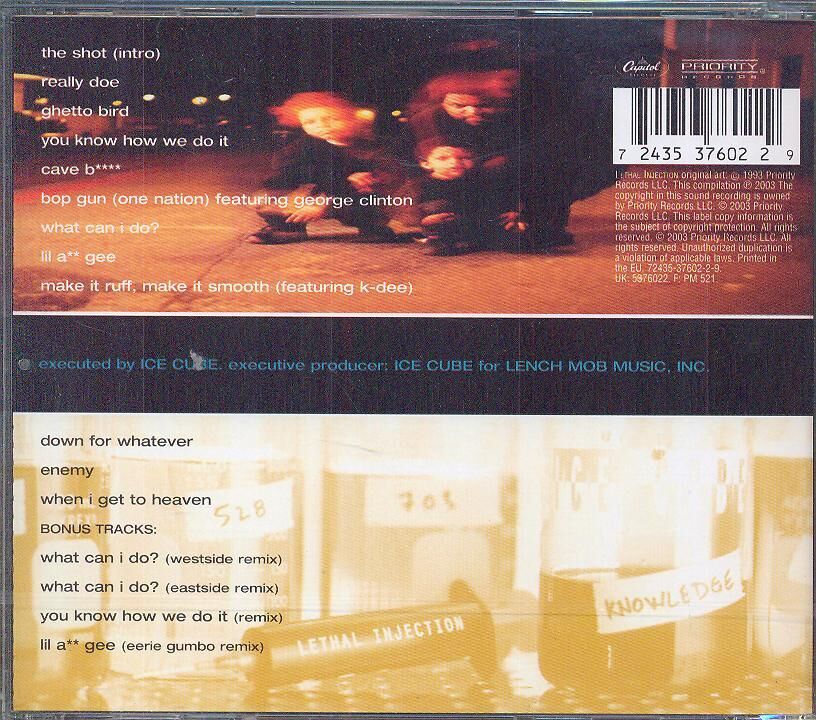 the shot (intro)
really doe
ghetto bird
you know how we do it
cave b****
bop gun (one nation) featuring george clinton
what can i do?
lil a** gee
make it ruff, make it smooth (featuring k-dee)
Capitol
RECORDS
PRIORITY
RECORDS
7 2435 37602 2 9
LETHAL INJECTION original art. © 1993 Priority
Records LLC. This compilation ℗ 2003 The
copyright in this sound recording is owned
by Priority Records LLC. © 2003 Priority
Records LLC. This label copy information is
the subject of copyright protection. All rights
reserved. © 2003 Priority Records LLC. All
rights reserved. Unauthorized duplication is
a violation of applicable laws. Printed in
the EU. 72435-37602-2-9.
UK: 5976022. F: PM 521
executed by ICE CUBE. executive producer: ICE CUBE for LENCH MOB MUSIC, INC.
down for whatever
enemy
when i get to heaven
BONUS TRACKS:
what can i do? (westside remix)
what can i do? (eastside remix)
you know how we do it (remix)
lil a** gee (eerie gumbo remix)
528
708
ICE CUBE
KNOWLEDGE
LETHAL INJECTION